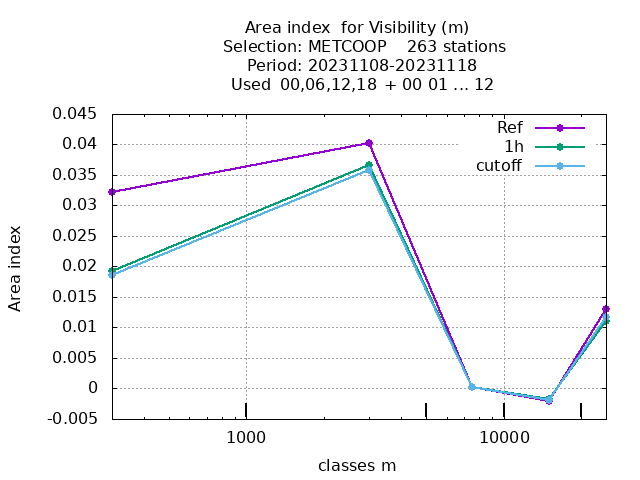 Area index  for Visibility (m)
Selection: METCOOP    263 stations
Period: 20231108-20231118
Used 00,06,12,18 + 00 01 ... 12
0.045
0.04
0.035
0.03
0.025
0.02
0.015
0.01
0.005
0
-0.005
Area index
Ref
1h
cutoff
1000
10000
classes m